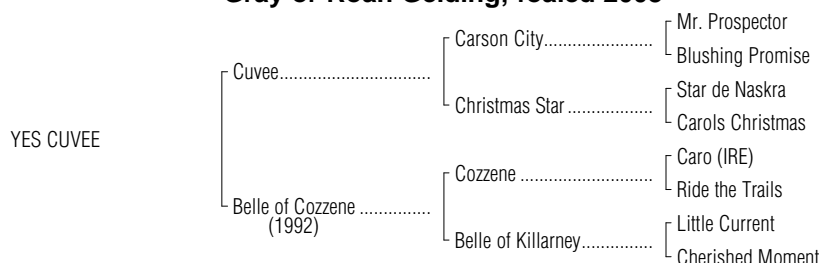 Gray or Roan Gelding; foaled
Mr. Prospector
Carson City......................
Blushing Promise
Cuvee................................
Star de Naskra
Christmas Star ..................
Carols Christmas
YES CUVEE
Caro (IRE)
Cozzene ............................
Ride the Trails
Belle of Cozzene ...............
(1992)
Little Current
Belle of Killarney...............
Cherished Moment